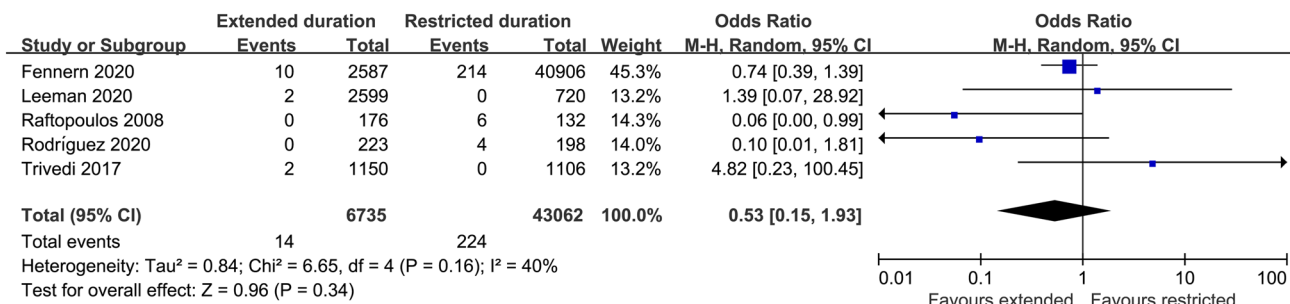 Extended duration Restricted duration Odds Ratio Odds Ratio
Study or Subgroup Events Total Events Total Weight M-H, Random, 95% CI M-H, Random, 95% CI
Fennern 2020 10 2587 214 40906 45.3% 0.74 [0.39, 1.39]
Leeman 2020 2 2599 0 720 13.2% 1.39 [0.07, 28.92]
Raftopoulos 2008 0 176 6 132 14.3% 0.06 [0.00, 0.99]
Rodríguez 2020 0 223 4 198 14.0% 0.10 [0.01, 1.81]
Trivedi 2017 2 1150 0 1106 13.2% 4.82 [0.23, 100.45]
Total (95% CI) 6735 43062 100.0% 0.53 [0.15, 1.93]
Total events 14 224
Heterogeneity: Tau² = 0.84; Chi² = 6.65, df = 4 (P = 0.16); I² = 40%
Test for overall effect: Z = 0.96 (P = 0.34)
0.01 0.1 1 10 100
Favours extended Favours restricted